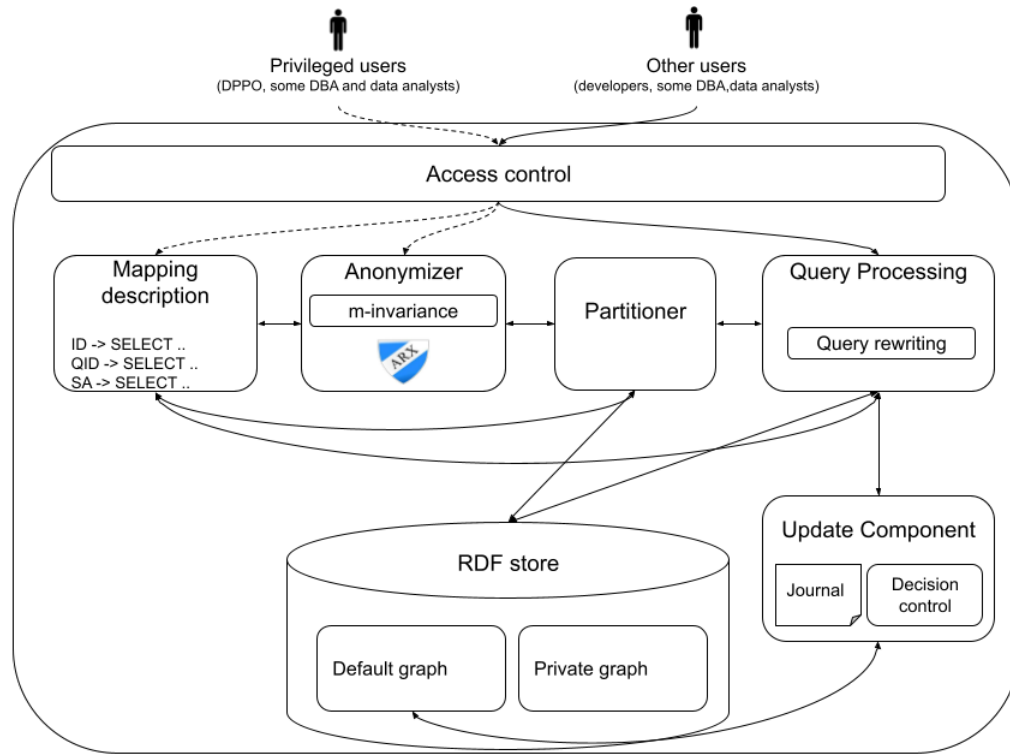 Privileged users
(DPPO, some DBA and data analysts)
Other users
(developers, some DBA,data analysts)
Access control
Mapping
description
ID -> SELECT ..
QID -> SELECT ..
SA -> SELECT ..
Anonymizer
m-invariance
ARX
Partitioner
Query Processing
Query rewriting
RDF store
Default graph
Private graph
Update Component
Journal
Decision
control